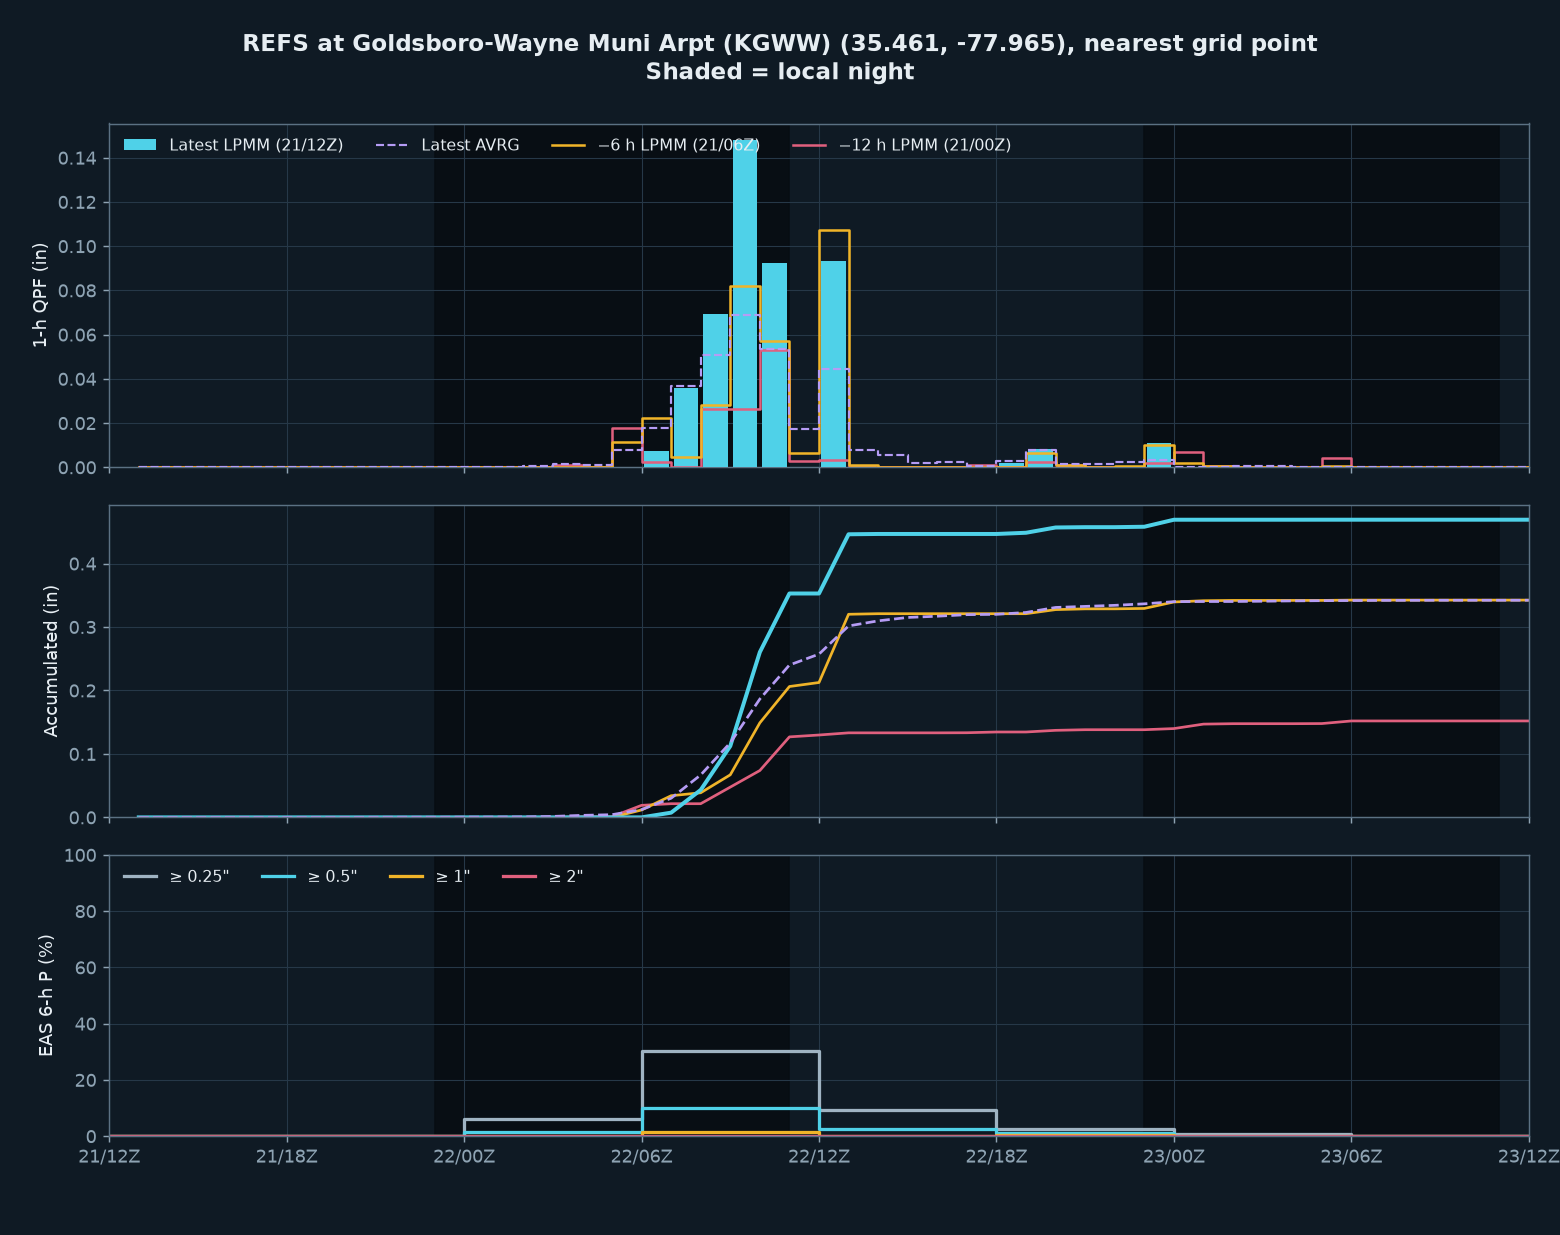 REFS at Goldsboro-Wayne Muni Arpt (KGWW) (35.461, -77.965), nearest grid point
Shaded = local night
Latest LPMM (21/12Z)
Latest AVRG
−6 h LPMM (21/06Z)
−12 h LPMM (21/00Z)
1-h QPF (in)
0.14
0.12
0.10
0.08
0.06
0.04
0.02
0.00
Accumulated (in)
0.4
0.3
0.2
0.1
0.0
≥ 0.25"
≥ 0.5"
≥ 1"
≥ 2"
EAS 6-h P (%)
100
80
60
40
20
0
21/12Z
21/18Z
22/00Z
22/06Z
22/12Z
22/18Z
23/00Z
23/06Z
23/12Z